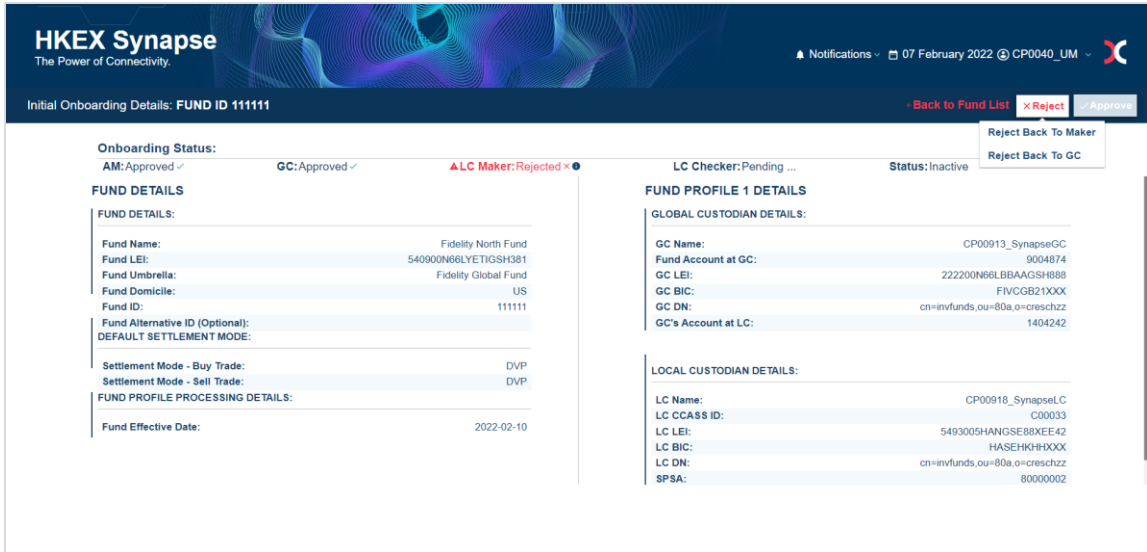 HKEX Synapse
The Power of Connectivity.
Notifications 07 February 2022 CP0040_UM
Initial Onboarding Details: FUND ID 111111
Back to Fund List Reject Approve
Reject Back To Maker
Reject Back To GC
Onboarding Status:
AM: Approved GC: Approved LC Maker: Rejected LC Checker: Pending ... Status: Inactive
FUND DETAILS
FUND DETAILS:
Fund Name: Fidelity North Fund
Fund LEI: 540900N66LYETIGSH381
Fund Umbrella: Fidelity Global Fund
Fund Domicile: US
Fund ID: 111111
Fund Alternative ID (Optional):
DEFAULT SETTLEMENT MODE:
Settlement Mode - Buy Trade: DVP
Settlement Mode - Sell Trade: DVP
FUND PROFILE PROCESSING DETAILS:
Fund Effective Date: 2022-02-10
FUND PROFILE 1 DETAILS
GLOBAL CUSTODIAN DETAILS:
GC Name: CP00913_SynapseGC
Fund Account at GC: 9004874
GC LEI: 222200N66LBBAAGSH888
GC BIC: FIVCGB21XXX
GC DN: cn=invfunds,ou=80a,o=creschzz
GC's Account at LC: 1404242
LOCAL CUSTODIAN DETAILS:
LC Name: CP00918_SynapseLC
LC CCASS ID: C00033
LC LEI: 5493005HANGSE88XEE42
LC BIC: HASEHKHHXXX
LC DN: cn=invfunds,ou=80a,o=creschzz
SPSA: 80000002